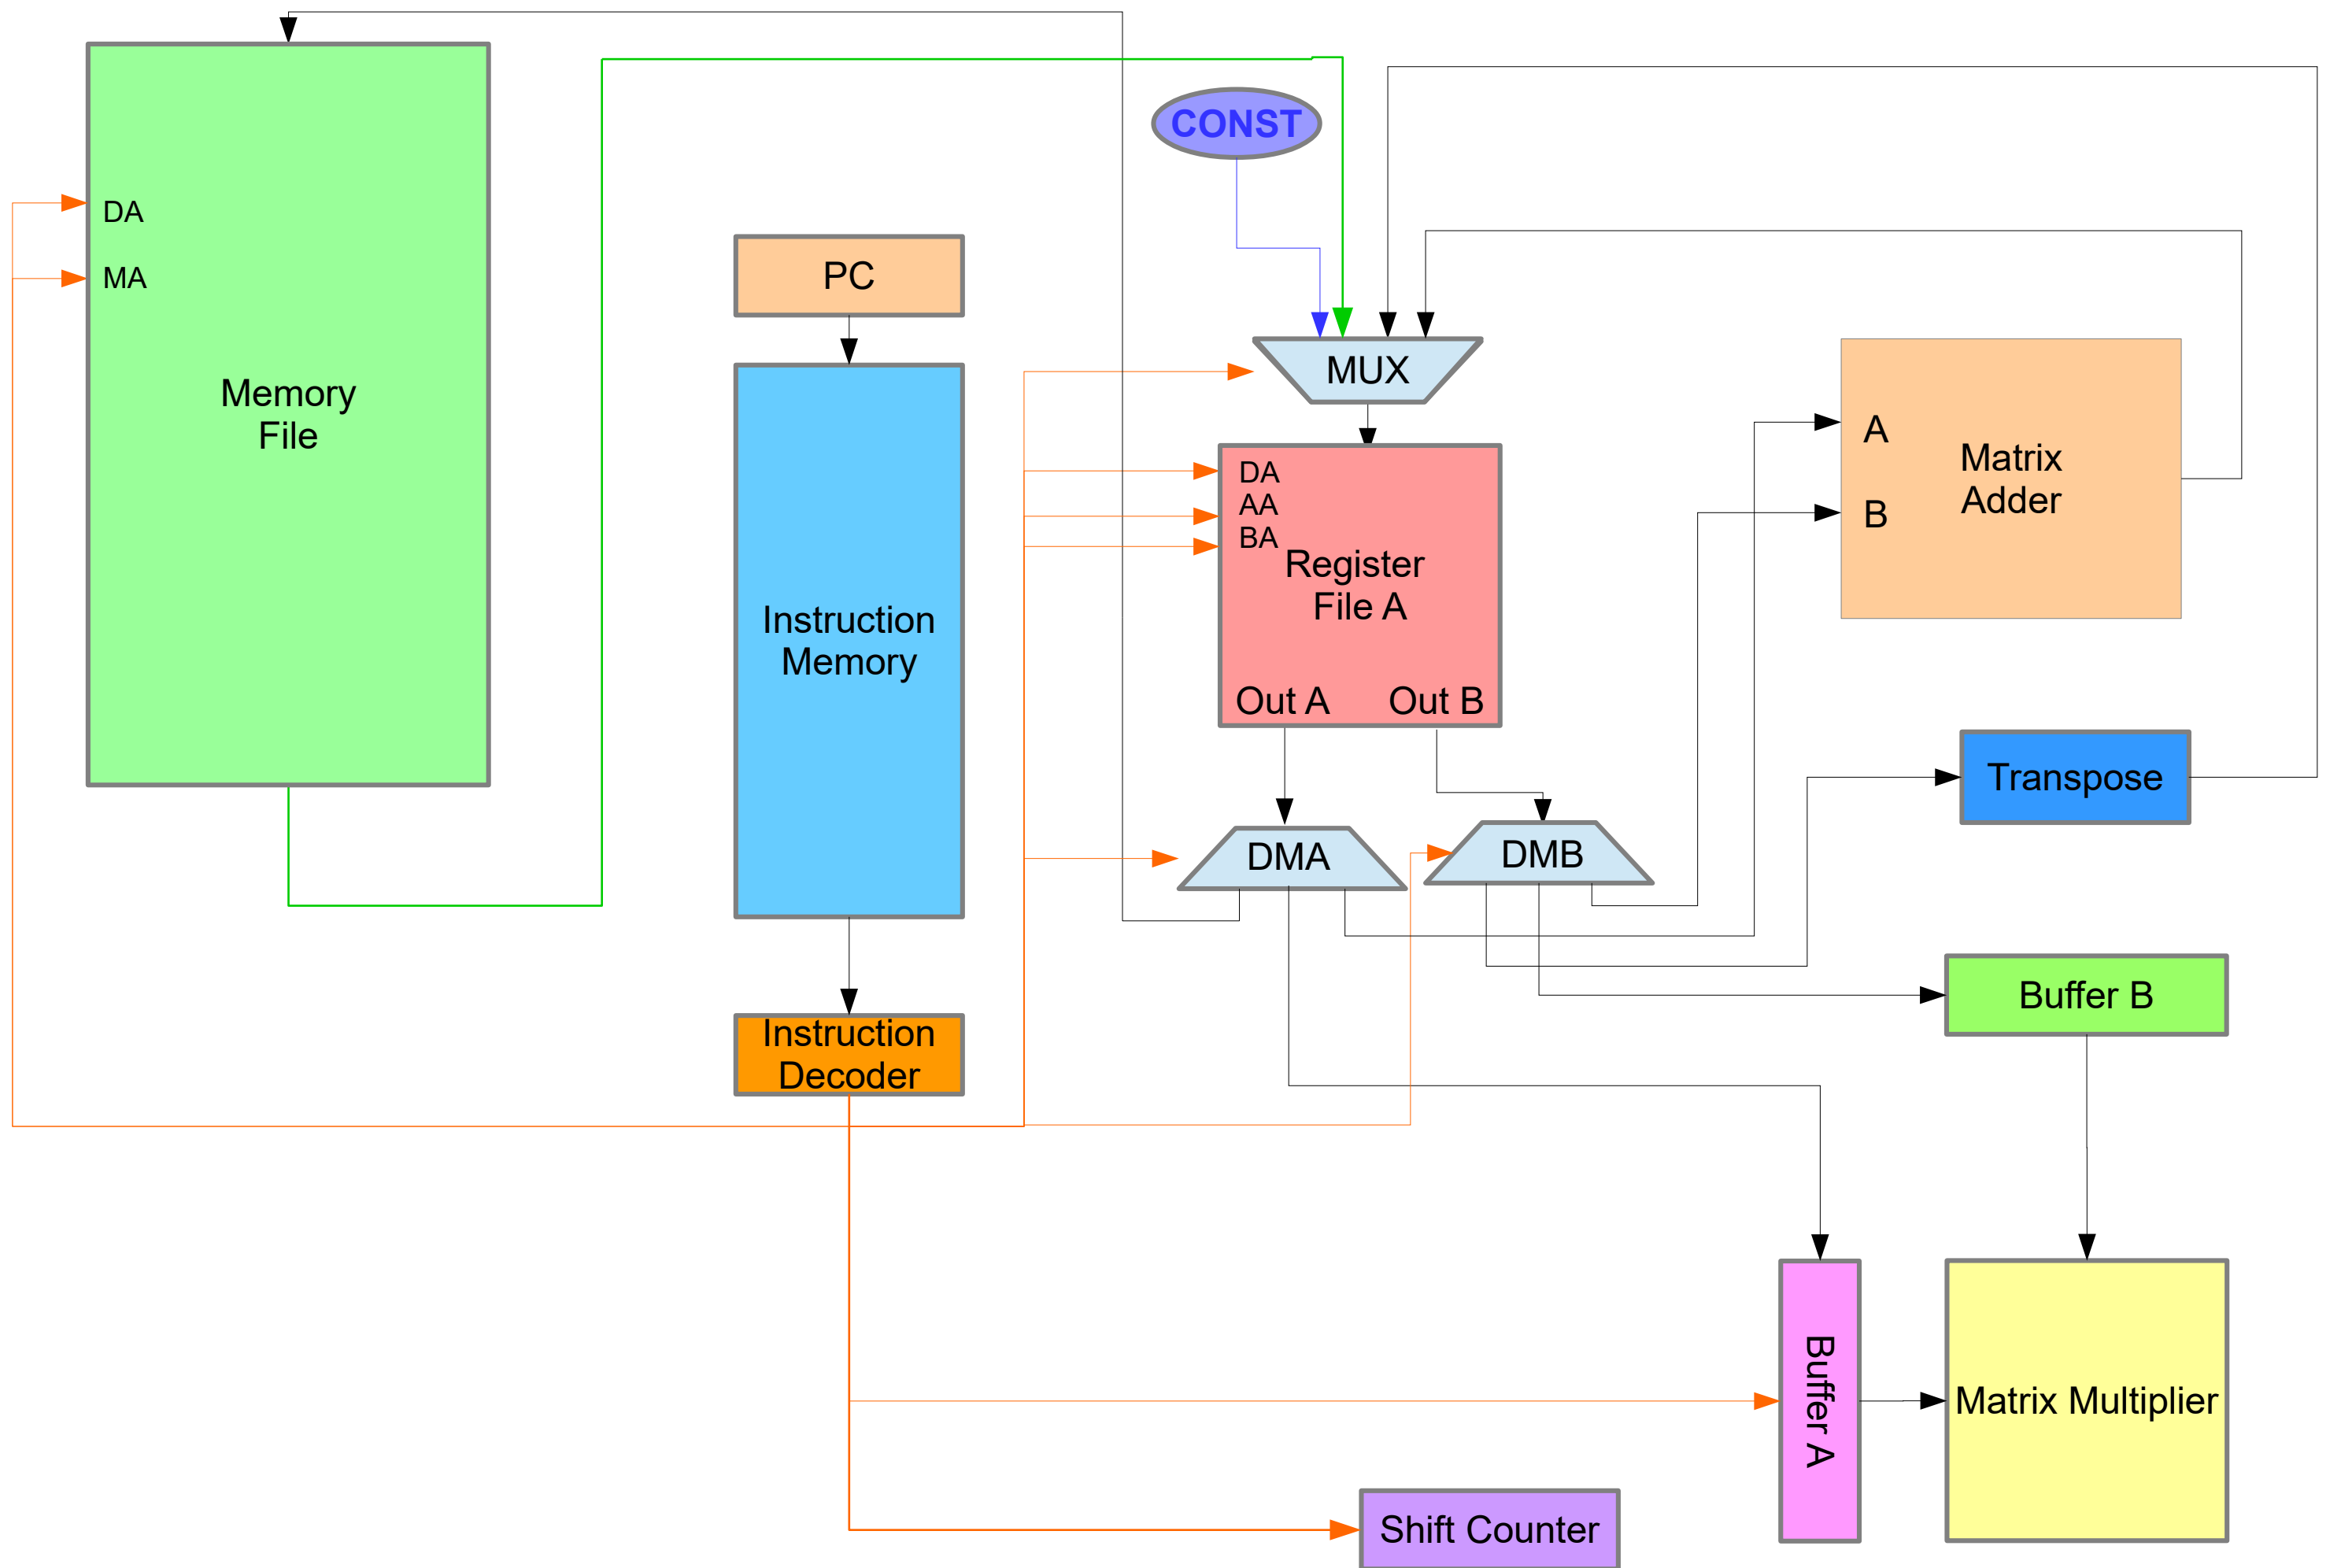 CONST
DA
MA
Memory
File
PC
MUX
Instruction
Memory
DA
AA
BA
Register
File A
Out A
Out B
A
B
Matrix
Adder
Transpose
DMA
DMB
Buffer B
Instruction
Decoder
Buffer A
Matrix Multiplier
Shift Counter